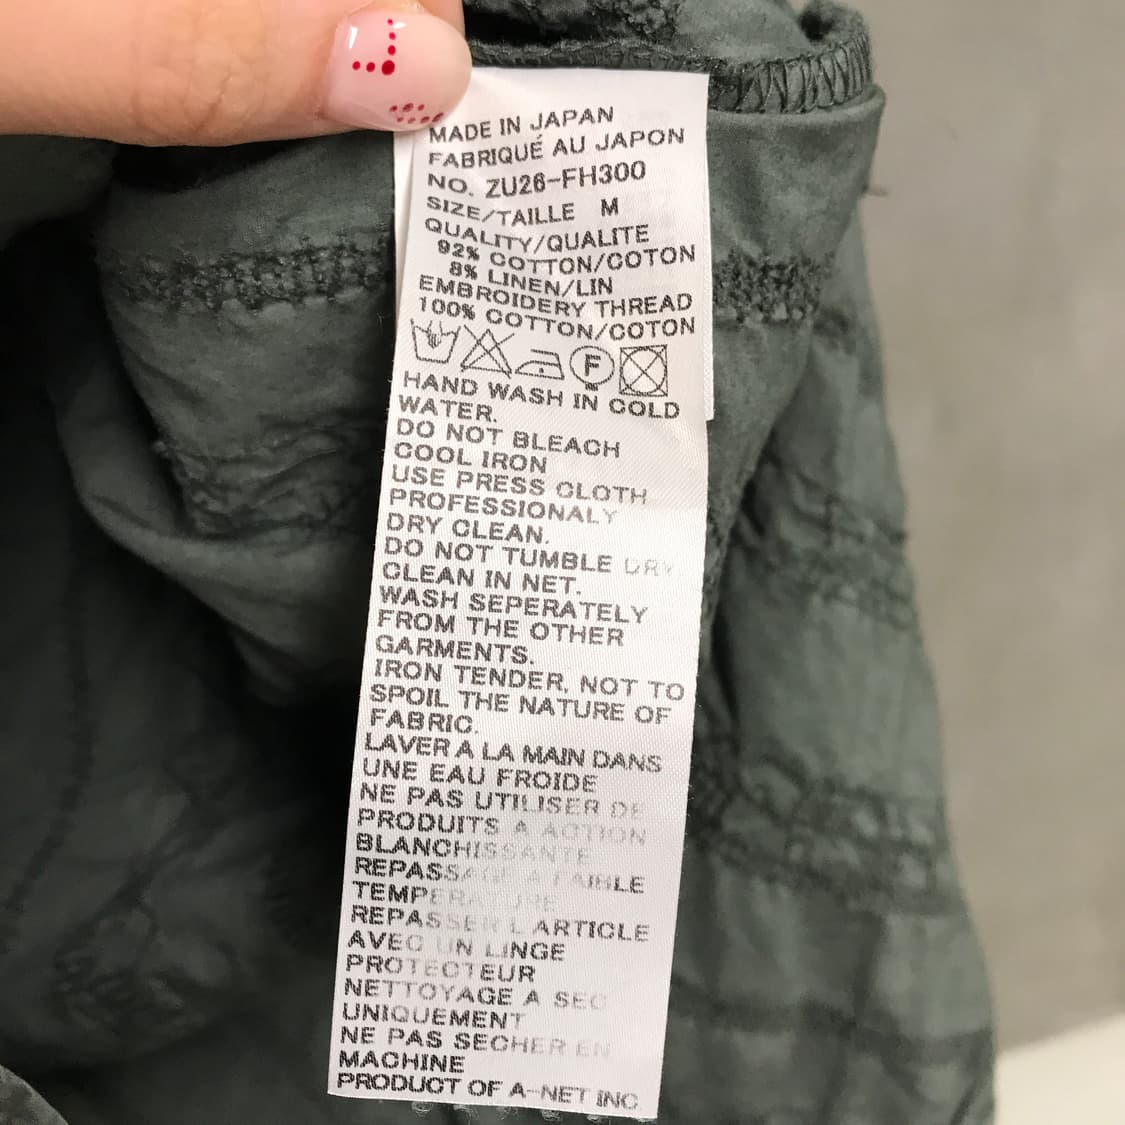 MADE IN JAPAN
FABRIQUÉ AU JAPON
NO. ZU26-FH300
SIZE/TAILLE M
QUALITY/QUALITE
92% COTTON/COTON
8% LINEN/LIN
EMBROIDERY THREAD
100% COTTON/COTON
F
HAND WASH IN COLD
WATER.
DO NOT BLEACH
COOL IRON
USE PRESS CLOTH
PROFESSIONALY
DRY CLEAN.
DO NOT TUMBLE DRY
CLEAN IN NET.
WASH SEPERATELY
FROM THE OTHER
GARMENTS.
IRON TENDER, NOT TO
SPOIL THE NATURE OF
FABRIC.
LAVER A LA MAIN DANS
UNE EAU FROIDE
NE PAS UTILISER DE
PRODUITS A ACTION
BLANCHISSANTE
REPASSAGE A FAIBLE
TEMPERATURE
REPASSER L ARTICLE
AVEC UN LINGE
PROTECTEUR
NETTOYAGE A SEC
UNIQUEMENT
NE PAS SECHER EN
MACHINE
PRODUCT OF A-NET INC.